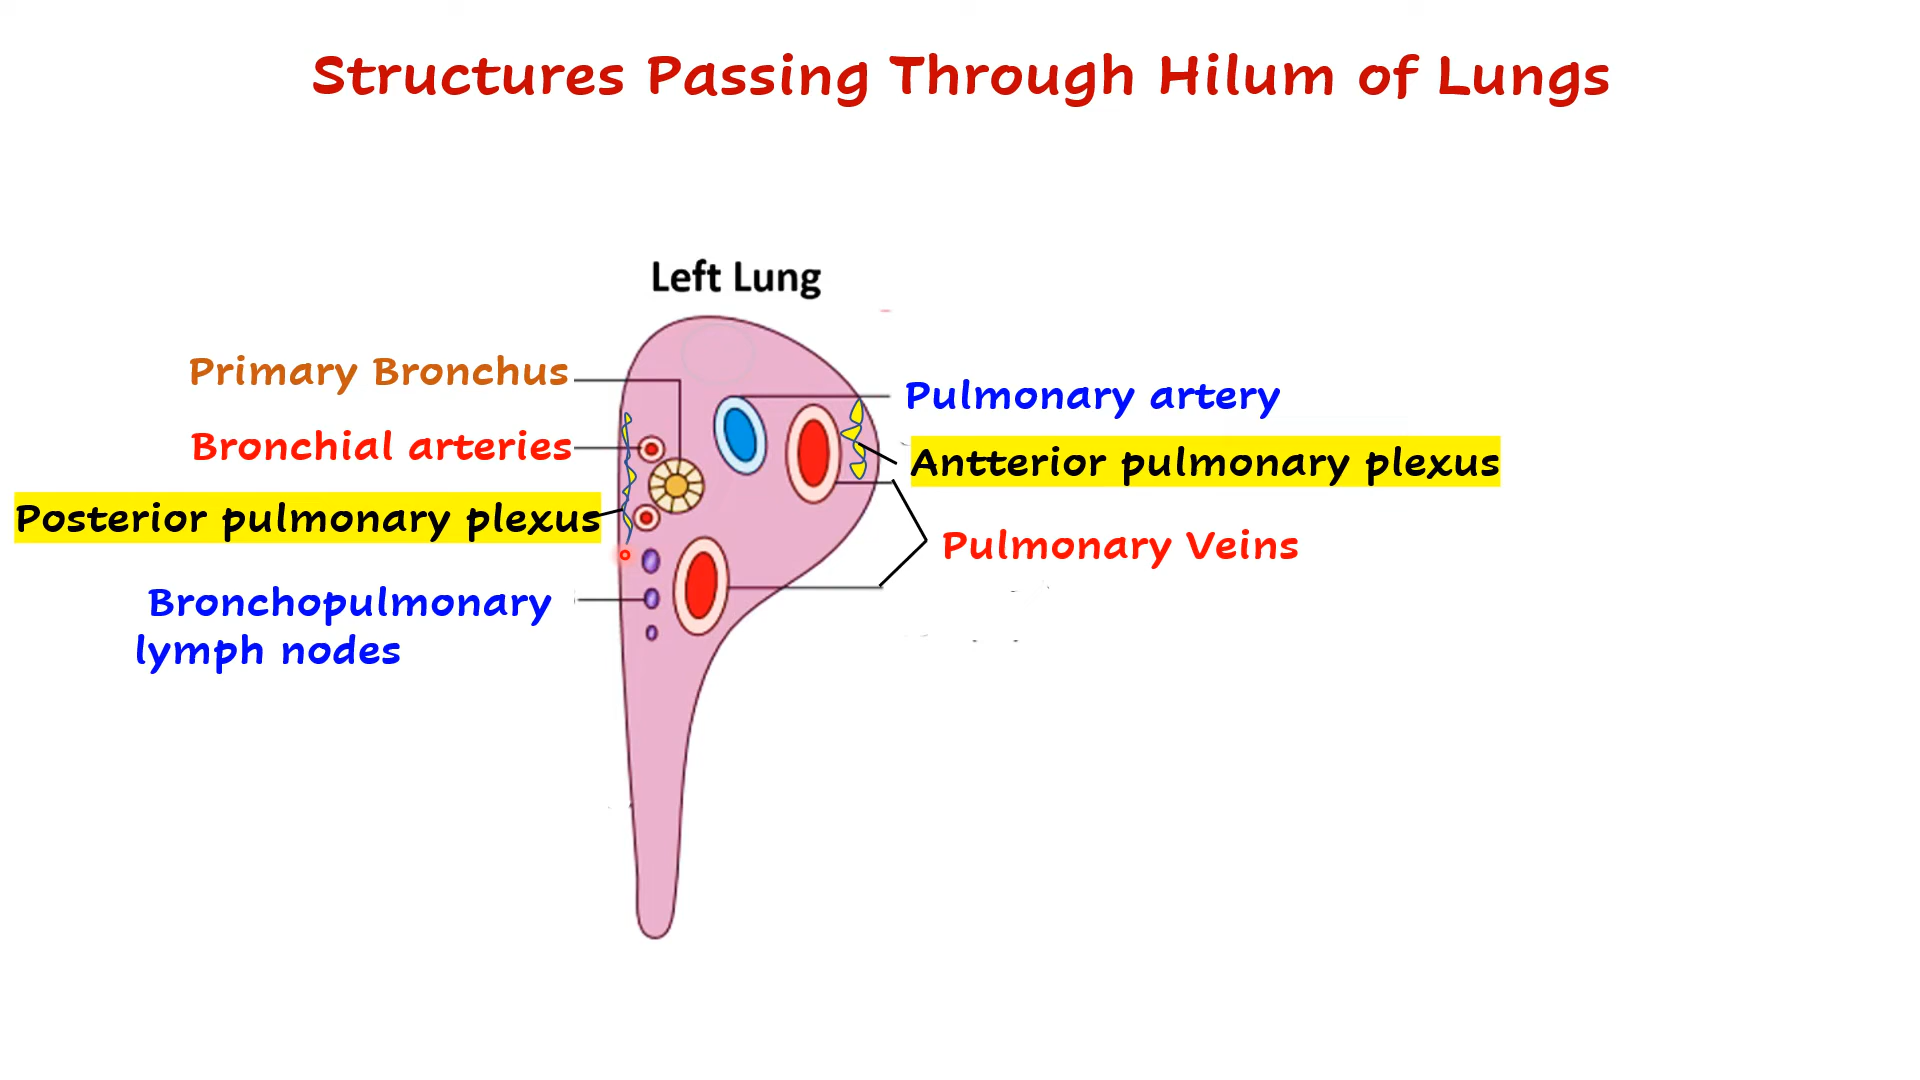 Structures Passing Through Hilum of Lungs
Left Lung
Primary Bronchus
Bronchial arteries
Posterior pulmonary plexus
Bronchopulmonary
lymph nodes
Pulmonary artery
Antterior pulmonary plexus
Pulmonary Veins